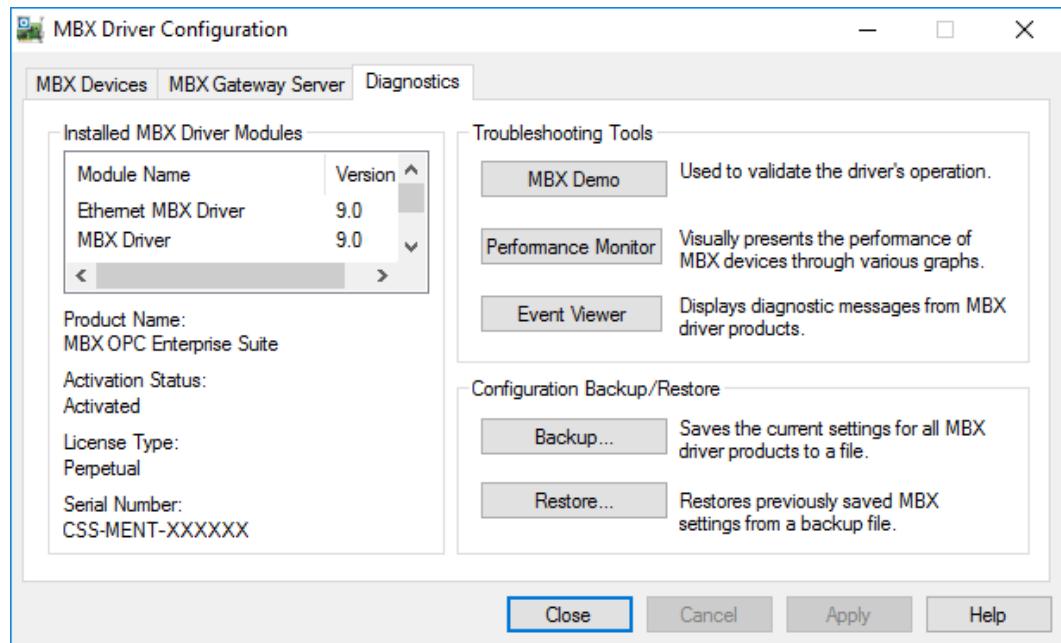 MBX Driver Configuration
MBX Devices MBX Gateway Server Diagnostics
Installed MBX Driver Modules
Module Name Version
Ethernet MBX Driver 9.0
MBX Driver 9.0
Product Name:
MBX OPC Enterprise Suite
Activation Status:
Activated
License Type:
Perpetual
Serial Number:
CSS-MENT-XXXXXX
Troubleshooting Tools
MBX Demo
Used to validate the driver's operation.
Performance Monitor
Visually presents the performance of
MBX devices through various graphs.
Event Viewer
Displays diagnostic messages from MBX
driver products.
Configuration Backup/Restore
Backup...
Saves the current settings for all MBX
driver products to a file.
Restore...
Restores previously saved MBX
settings from a backup file.
Close Cancel Apply Help